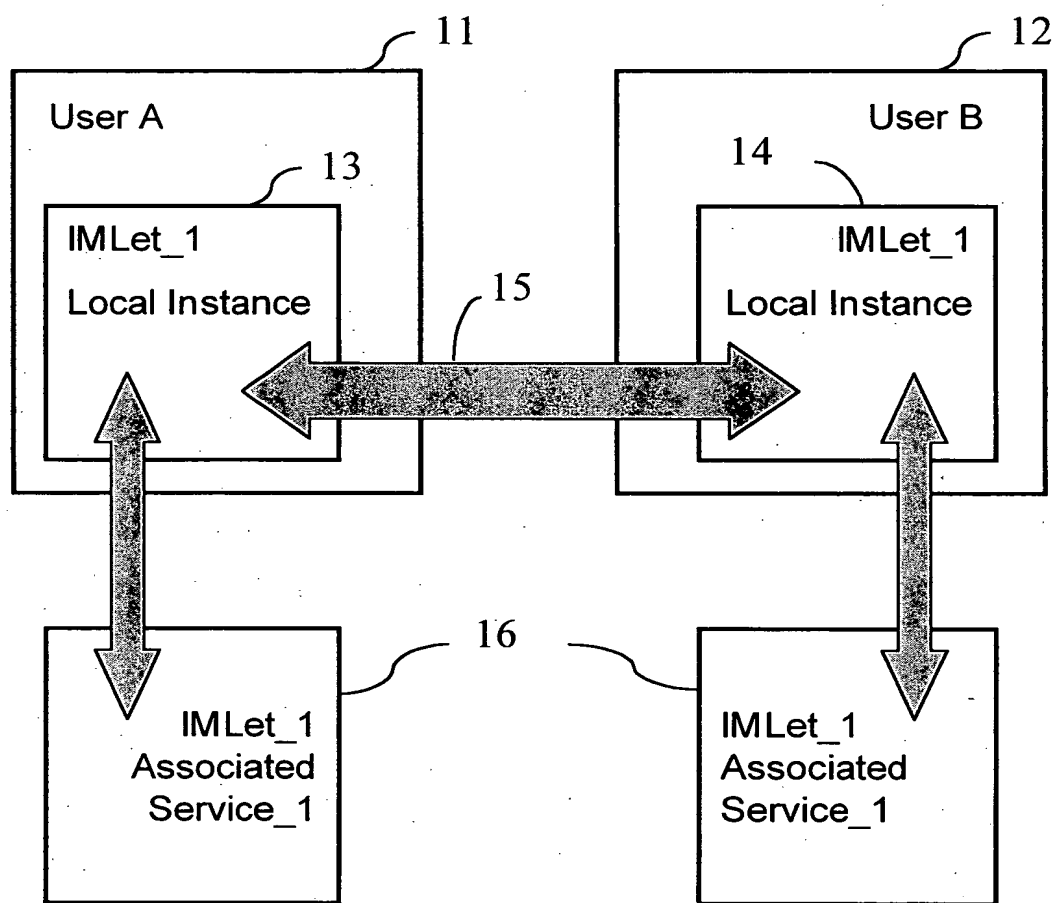 11
12
User A
User B
13
14
IMLet_1
Local Instance
IMLet_1
Local Instance
15
16
IMLet_1
Associated
Service_1
IMLet_1
Associated
Service_1